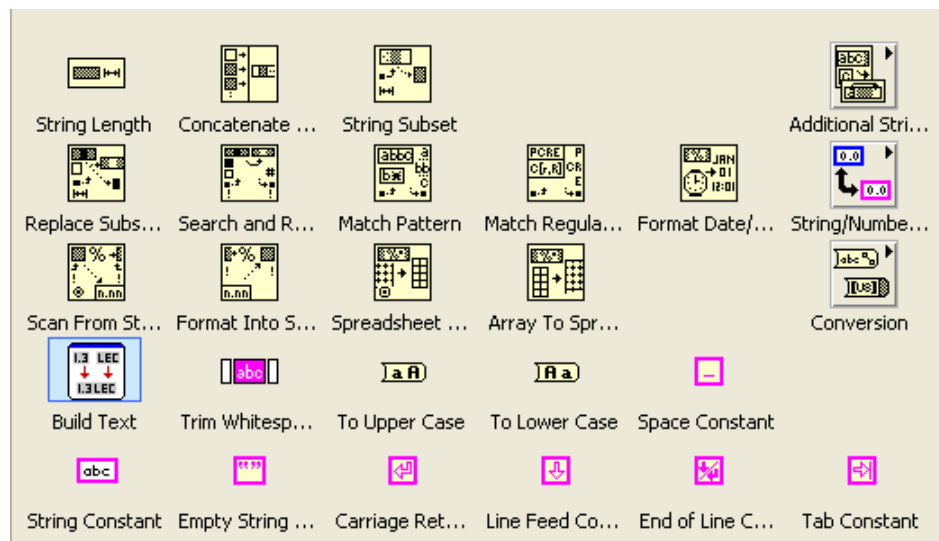 String Length Concatenate ... String Subset Additional Stri...
Replace Subs... Search and R... Match Pattern Match Regula... Format Date/... String/Numbe...
Scan From St... Format Into S... Spreadsheet ... Array To Spr... Conversion
Build Text Trim Whitesp... To Upper Case To Lower Case Space Constant
abc
String Constant Empty String ... Carriage Ret... Line Feed Co... End of Line C... Tab Constant